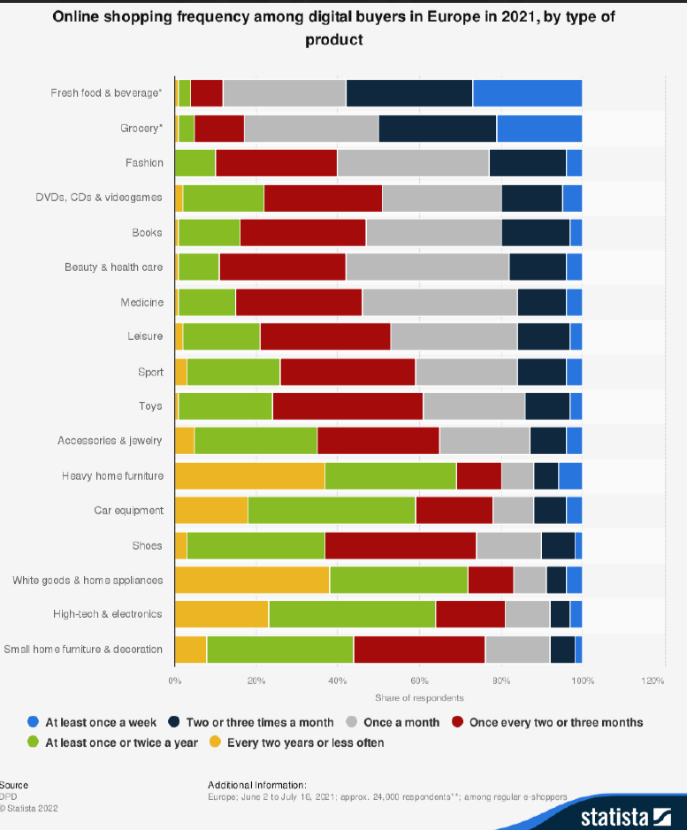 Online shopping frequency among digital buyers in Europe in 2021, by type of
product
Fresh food & beverage*
Grocery*
Fashion
DVDs, CDs & videogames
Books
Beauty & health care
Medicine
Leisure
Sport
Toys
Accessories & jewelry
Heavy home furniture
Car equipment
Shoes
White goods & home appliances
High-tech & electronics
Small home furniture & decoration
0% 20% 40% 60% 80% 100% 120%
Share of respondents
At least once a week Two or three times a month Once a month Once every two or three months
At least once or twice a year Every two years or less often
Source
DPD
© Statista 2022
Additional Information:
Europe; June 2 to July 16, 2021; approx. 24,000 respondents**; among regular e-shoppers
statista